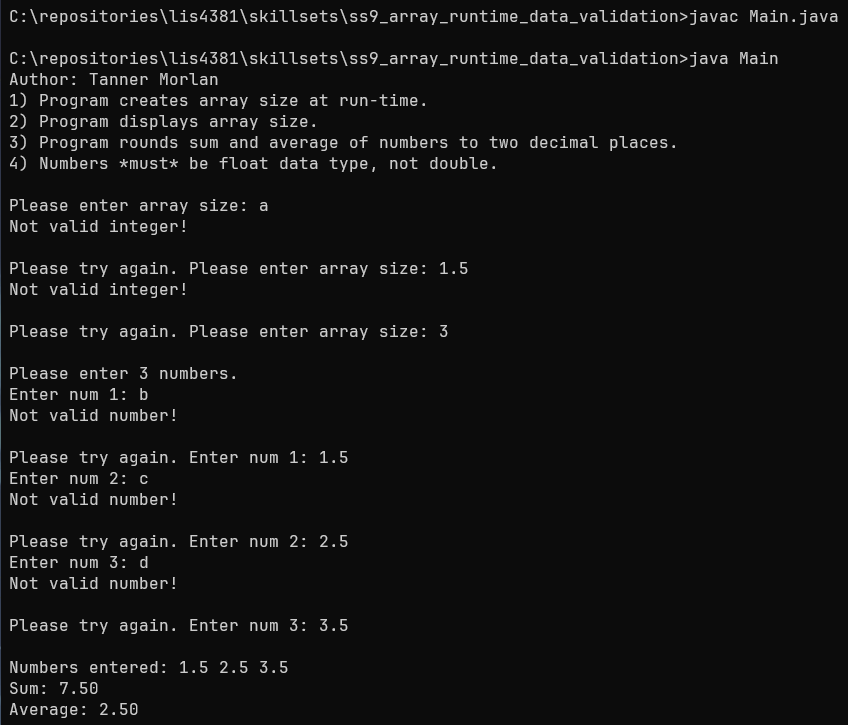 C:\repositories\lis4381\skillsets\ss9_array_runtime_data_validation>javac Main.java
C:\repositories\lis4381\skillsets\ss9_array_runtime_data_validation>java Main
Author: Tanner Morlan
1) Program creates array size at run-time.
2) Program displays array size.
3) Program rounds sum and average of numbers to two decimal places.
4) Numbers *must* be float data type, not double.
Please enter array size: a
Not valid integer!
Please try again. Please enter array size: 1.5
Not valid integer!
Please try again. Please enter array size: 3
Please enter 3 numbers.
Enter num 1: b
Not valid number!
Please try again. Enter num 1: 1.5
Enter num 2: c
Not valid number!
Please try again. Enter num 2: 2.5
Enter num 3: d
Not valid number!
Please try again. Enter num 3: 3.5
Numbers entered: 1.5 2.5 3.5
Sum: 7.50
Average: 2.50